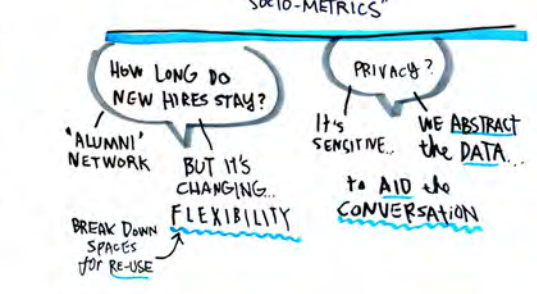 SOCIO-METRICS"
HOW LONG DO
NEW HIRES STAY?
'ALUMNI'
NETWORK
BUT IT'S
CHANGING...
FLEXIBILITY
BREAK DOWN
SPACES
for RE-USE
PRIVACY?
It's
SENSITIVE..
WE ABSTRACT
the DATA...
to AID the
CONVERSATION